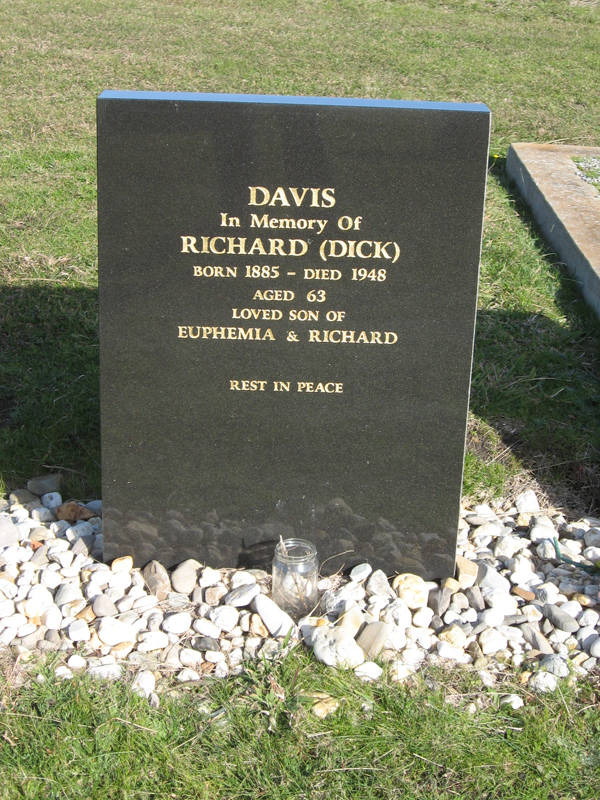 DAVIS
In Memory Of
RICHARD (DICK)
BORN 1885 - DIED 1948
AGED 63
LOVED SON OF
EUPHEMIA & RICHARD
REST IN PEACE